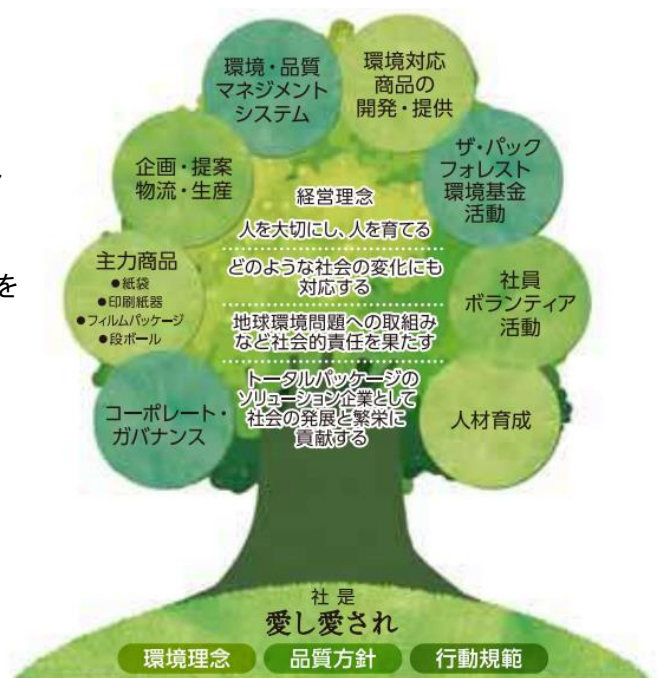 環境・品質
マネジメント
システム
環境対応
商品の
開発・提供
企画・提案
物流・生産
ザ・パック
フォレスト
環境基金
活動
経営理念
人を大切にし、人を育てる
どのような社会の変化にも
対応する
地球環境問題への取組み
など社会的責任を果たす
トータルパッケージの
ソリューション企業として
社会の発展と繁栄に
貢献する
主力商品
●紙袋
●印刷紙器
●フィルムパッケージ
●段ボール
を
社員
ボランティア
活動
コーポレート・
ガバナンス
人材育成
社是
愛し愛され
環境理念
品質方針
行動規範